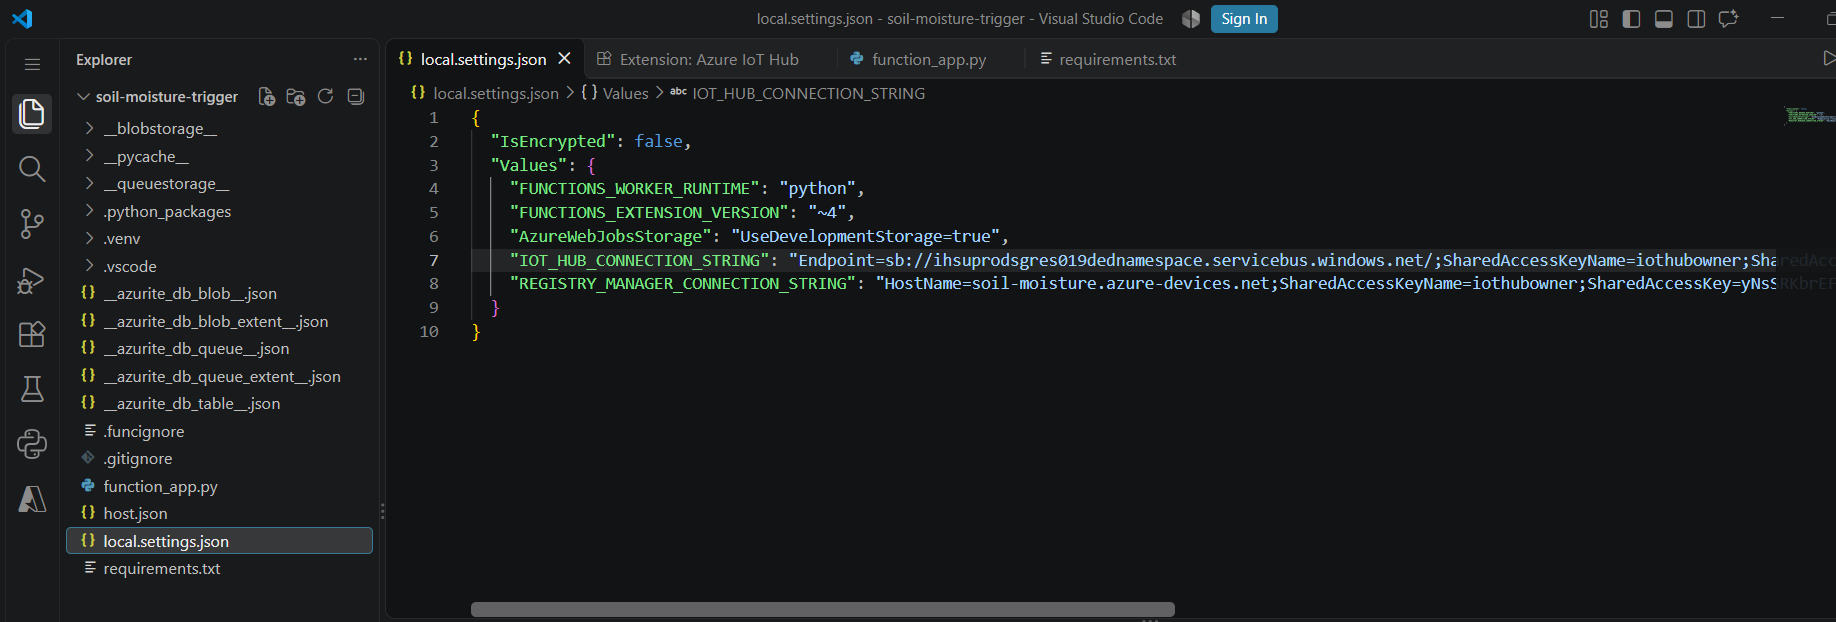 local.settings.json - soil-moisture-trigger - Visual Studio Code
Sign In
Explorer
soil-moisture-trigger
__blobstorage__
__pycache__
__queuestorage__
.python_packages
.venv
.vscode
__azurite_db_blob__.json
__azurite_db_blob_extent__.json
__azurite_db_queue__.json
__azurite_db_queue_extent__.json
__azurite_db_table__.json
.funcignore
.gitignore
function_app.py
host.json
local.settings.json
requirements.txt
local.settings.json
Extension: Azure IoT Hub
function_app.py
requirements.txt
local.settings.json > {} Values > abc IOT_HUB_CONNECTION_STRING
1 {
2 "IsEncrypted": false,
3 "Values": {
4 "FUNCTIONS_WORKER_RUNTIME": "python",
5 "FUNCTIONS_EXTENSION_VERSION": "~4",
6 "AzureWebJobsStorage": "UseDevelopmentStorage=true",
7 "IOT_HUB_CONNECTION_STRING": "Endpoint=sb://ihsuprodsgres019dednamespace.servicebus.windows.net/;SharedAccessKeyName=iothubowner;SharedAcc
8 "REGISTRY_MANAGER_CONNECTION_STRING": "HostName=soil-moisture.azure-devices.net;SharedAccessKeyName=iothubowner;SharedAccessKey=yNsSRKbrEF
9 }
10 }